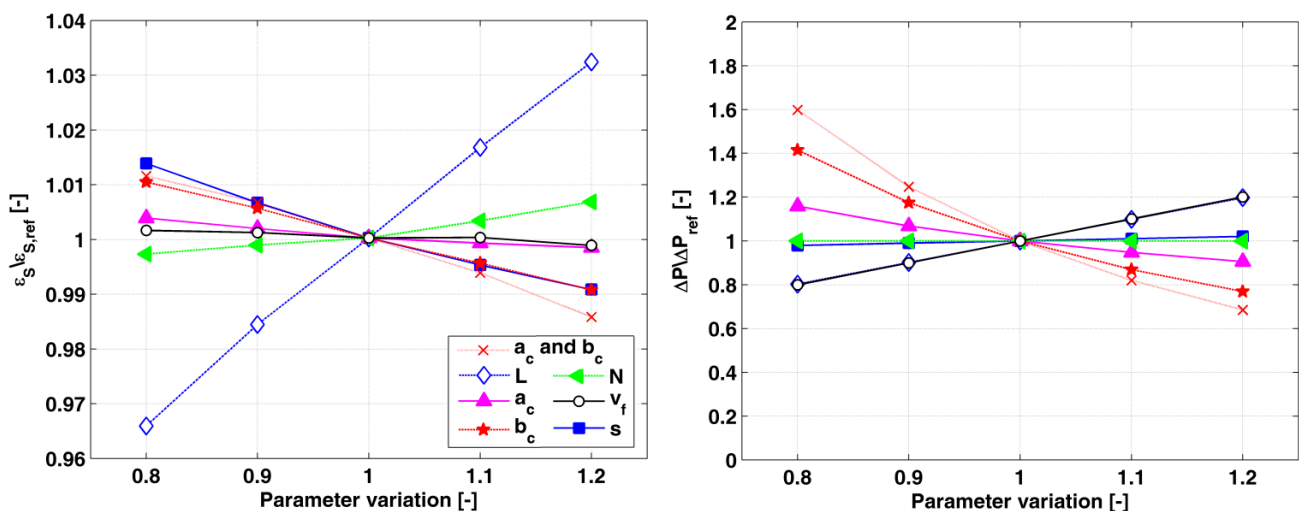 1.04
1.03
1.02
1.01
1
0.99
0.98
0.97
0.96
ε_S\ε_S,ref [-]
0.8 0.9 1 1.1 1.2
Parameter variation [-]
a_c and b_c
L N
a_c v_f
b_c s
2
1.8
1.6
1.4
1.2
1
0.8
0.6
0.4
0.2
0
ΔP\ΔP_ref [-]
0.8 0.9 1 1.1 1.2
Parameter variation [-]